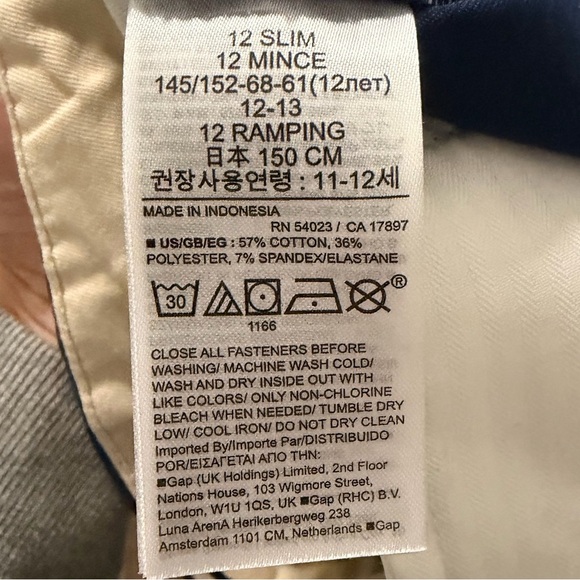 12 SLIM
12 MINCE
145/152-68-61(12лет)
12-13
12 RAMPING
日本 150 CM
권장사용연령 : 11-12세
MADE IN INDONESIA
RN 54023 / CA 17897
■ US/GB/EG : 57% COTTON, 36%
POLYESTER, 7% SPANDEX/ELASTANE
30
®
1166
CLOSE ALL FASTENERS BEFORE
WASHING/ MACHINE WASH COLD/
WASH AND DRY INSIDE OUT WITH
LIKE COLORS/ ONLY NON-CHLORINE
BLEACH WHEN NEEDED/ TUMBLE DRY
LOW/ COOL IRON/ DO NOT DRY CLEAN
Imported By/Importe Par/DISTRIBUIDO
POR/ΕΙΣΑΓΕΤΑΙ ΑΠΟ ΤΗΝ:
■Gap (UK Holdings) Limited, 2nd Floor
Nations House, 103 Wigmore Street,
London, W1U 1QS, UK ■Gap (RHC) B.V.
Luna ArenA Herikerbergweg 238
Amsterdam 1101 CM, Netherlands ■Gap